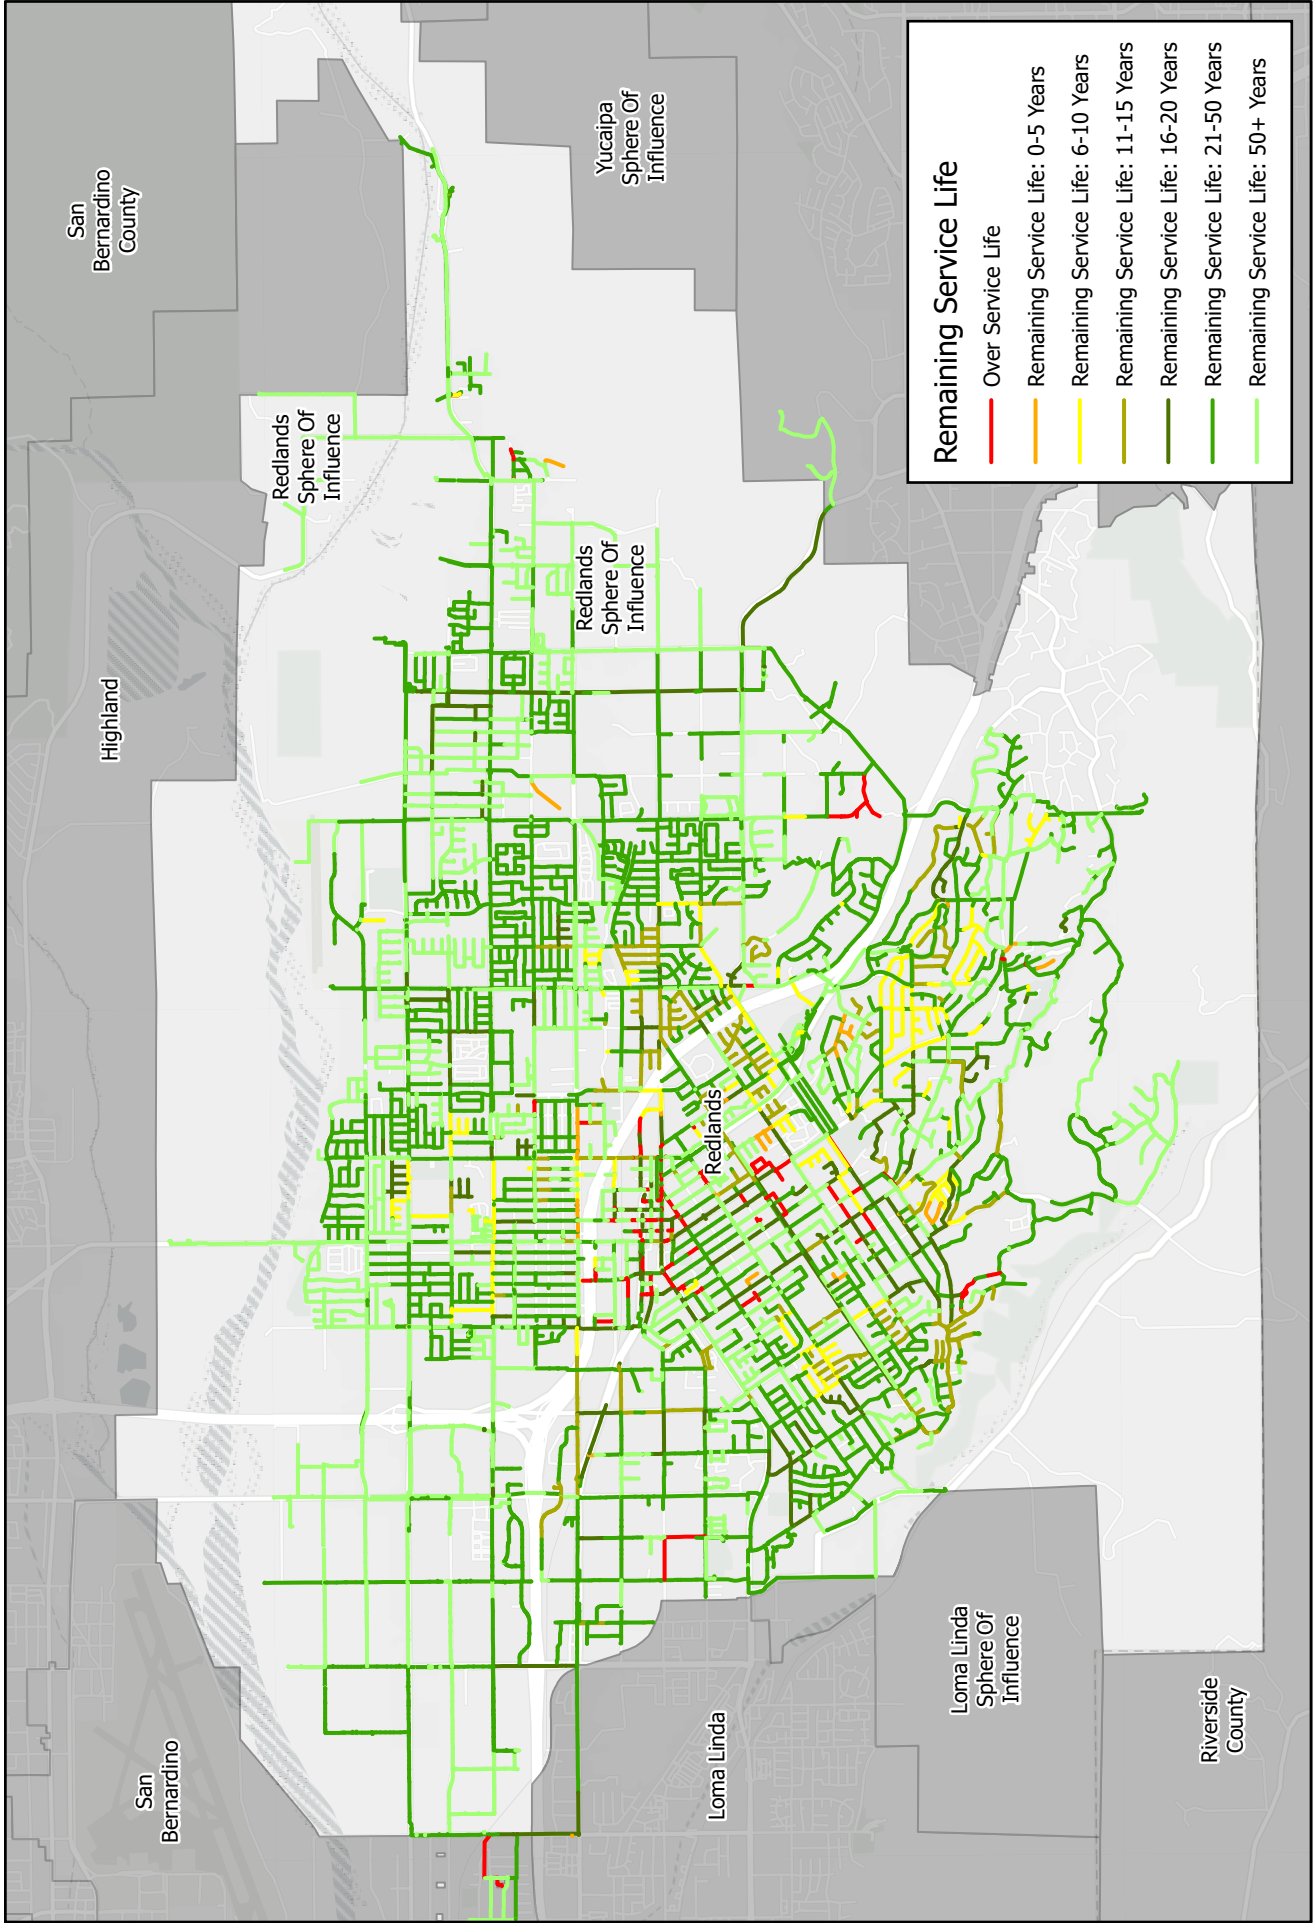 San
Bernardino
County
Yucaipa
Sphere Of
Influence
Redlands
Sphere Of
Influence
Redlands
Sphere Of
Influence
Highland
Redlands
San
Bernardino
Loma Linda
Loma Linda
Sphere Of
Influence
Riverside
County
Remaining Service Life
Over Service Life
Remaining Service Life: 0-5 Years
Remaining Service Life: 6-10 Years
Remaining Service Life: 11-15 Years
Remaining Service Life: 16-20 Years
Remaining Service Life: 21-50 Years
Remaining Service Life: 50+ Years